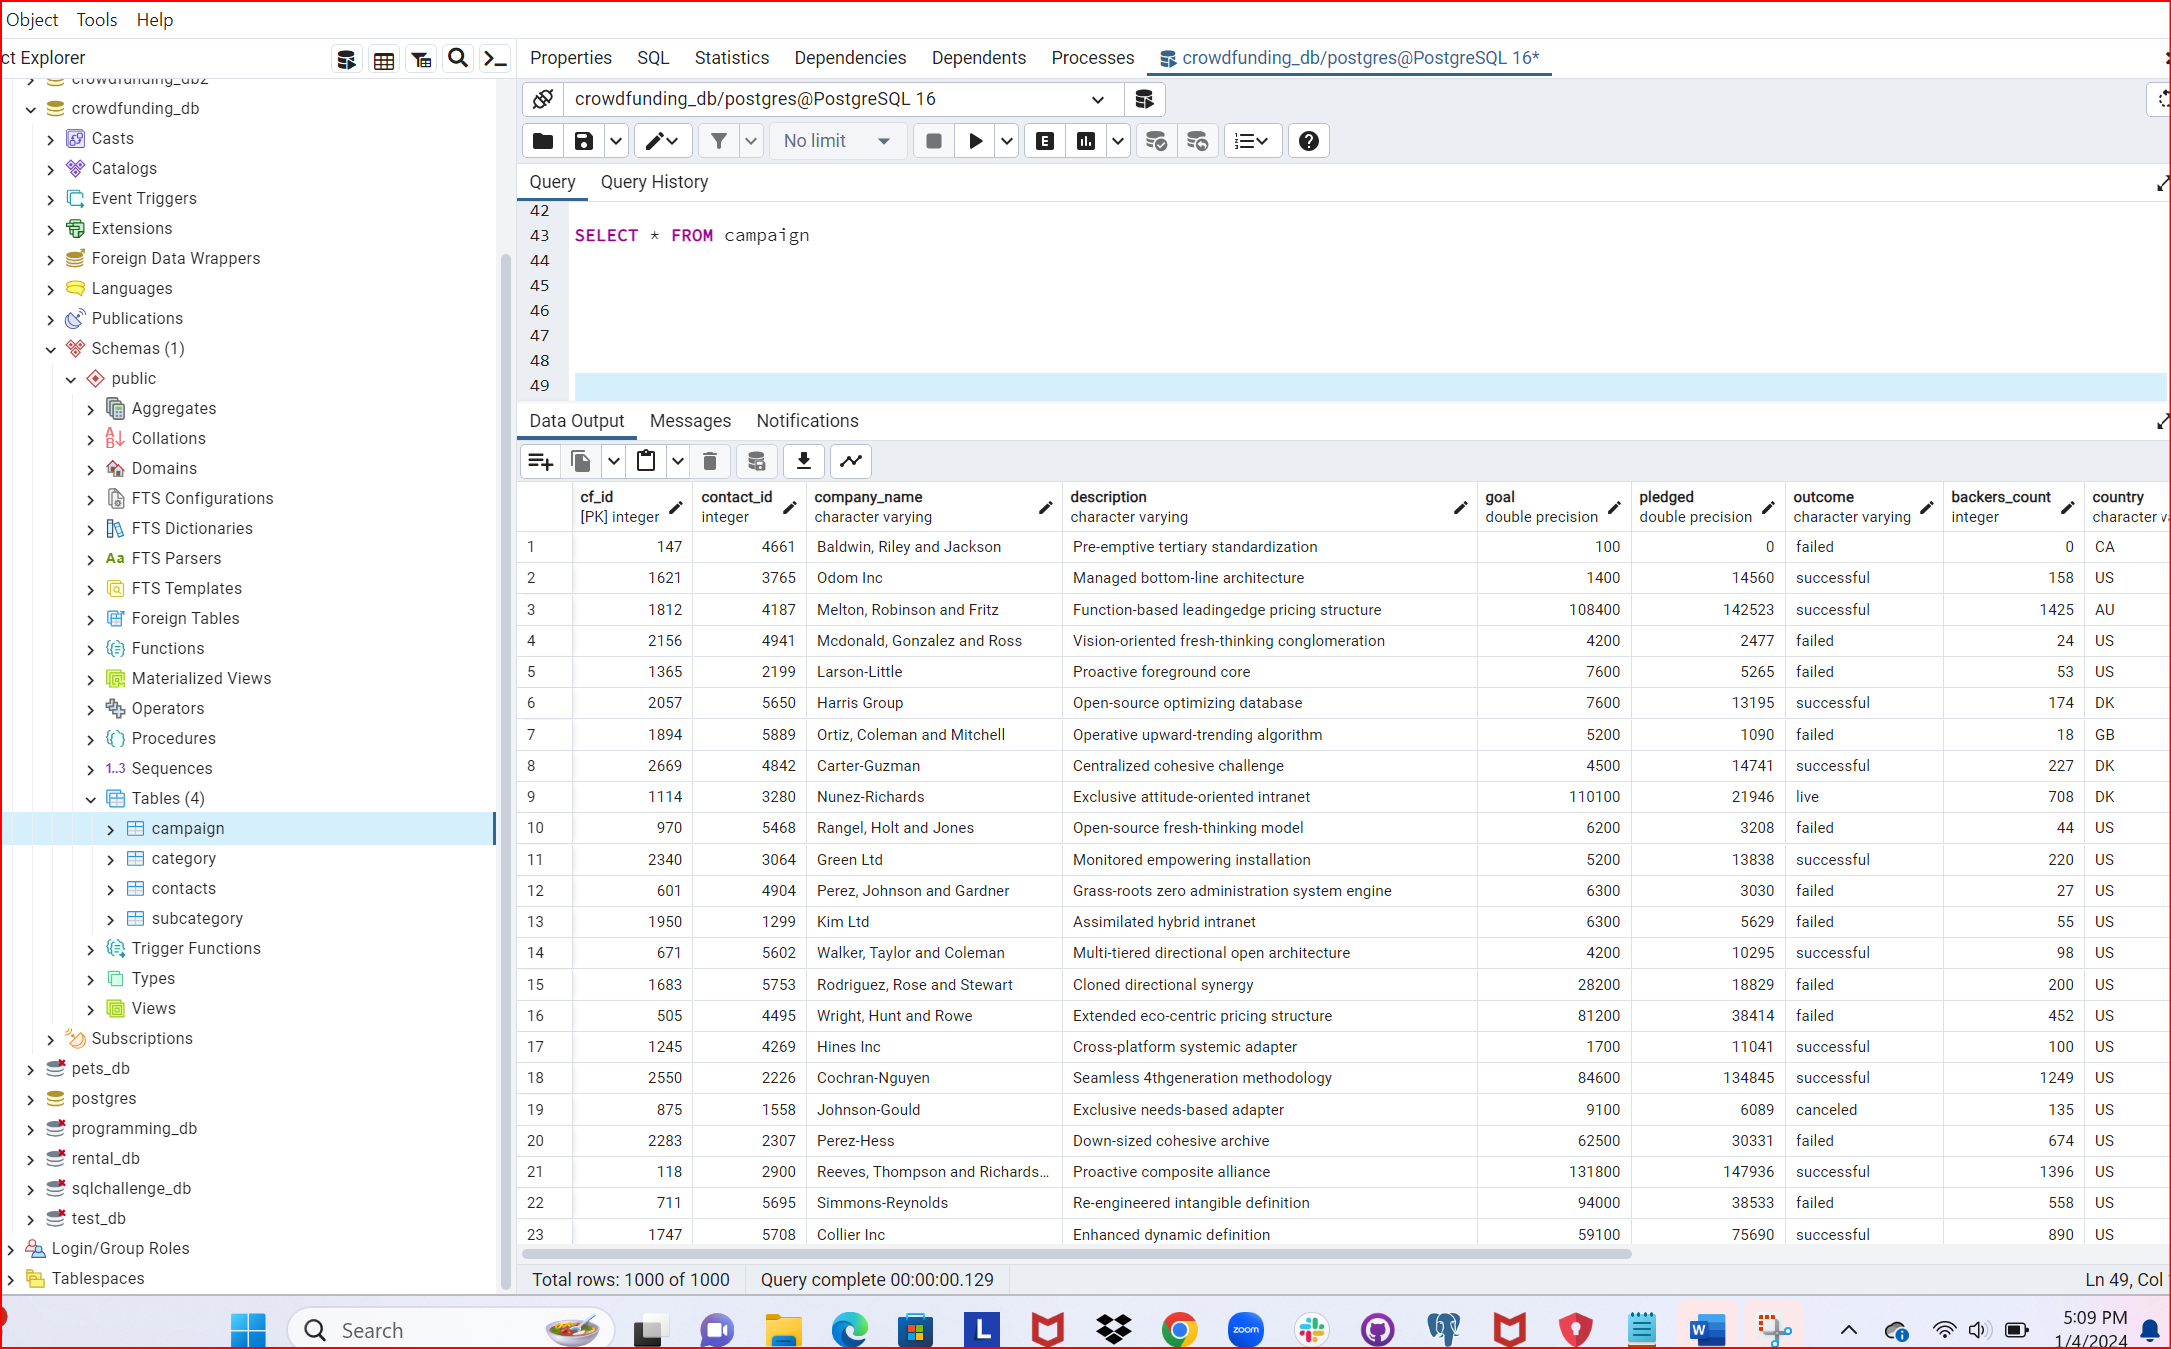 Object Tools Help
ct Explorer
Properties SQL Statistics Dependencies Dependents Processes crowdfunding_db/postgres@PostgreSQL 16*
crowdfunding_db2
crowdfunding_db
Casts
Catalogs
Event Triggers
Extensions
Foreign Data Wrappers
Languages
Publications
Schemas (1)
public
Aggregates
Collations
Domains
FTS Configurations
FTS Dictionaries
Aa FTS Parsers
FTS Templates
Foreign Tables
Functions
Materialized Views
Operators
Procedures
1..3 Sequences
Tables (4)
campaign
category
contacts
subcategory
Trigger Functions
Types
Views
Subscriptions
pets_db
postgres
programming_db
rental_db
sqlchallenge_db
test_db
Login/Group Roles
Tablespaces
crowdfunding_db/postgres@PostgreSQL 16
No limit E
Query Query History
42
43 SELECT * FROM campaign
44
45
46
47
48
49
Data Output Messages Notifications
cf_id contact_id company_name description goal pledged outcome backers_count country
[PK] integer integer character varying character varying double precision double precision character varying integer character va
1 147 4661 Baldwin, Riley and Jackson Pre-emptive tertiary standardization 100 0 failed 0 CA
2 1621 3765 Odom Inc Managed bottom-line architecture 1400 14560 successful 158 US
3 1812 4187 Melton, Robinson and Fritz Function-based leadingedge pricing structure 108400 142523 successful 1425 AU
4 2156 4941 Mcdonald, Gonzalez and Ross Vision-oriented fresh-thinking conglomeration 4200 2477 failed 24 US
5 1365 2199 Larson-Little Proactive foreground core 7600 5265 failed 53 US
6 2057 5650 Harris Group Open-source optimizing database 7600 13195 successful 174 DK
7 1894 5889 Ortiz, Coleman and Mitchell Operative upward-trending algorithm 5200 1090 failed 18 GB
8 2669 4842 Carter-Guzman Centralized cohesive challenge 4500 14741 successful 227 DK
9 1114 3280 Nunez-Richards Exclusive attitude-oriented intranet 110100 21946 live 708 DK
10 970 5468 Rangel, Holt and Jones Open-source fresh-thinking model 6200 3208 failed 44 US
11 2340 3064 Green Ltd Monitored empowering installation 5200 13838 successful 220 US
12 601 4904 Perez, Johnson and Gardner Grass-roots zero administration system engine 6300 3030 failed 27 US
13 1950 1299 Kim Ltd Assimilated hybrid intranet 6300 5629 failed 55 US
14 671 5602 Walker, Taylor and Coleman Multi-tiered directional open architecture 4200 10295 successful 98 US
15 1683 5753 Rodriguez, Rose and Stewart Cloned directional synergy 28200 18829 failed 200 US
16 505 4495 Wright, Hunt and Rowe Extended eco-centric pricing structure 81200 38414 failed 452 US
17 1245 4269 Hines Inc Cross-platform systemic adapter 1700 11041 successful 100 US
18 2550 2226 Cochran-Nguyen Seamless 4thgeneration methodology 84600 134845 successful 1249 US
19 875 1558 Johnson-Gould Exclusive needs-based adapter 9100 6089 canceled 135 US
20 2283 2307 Perez-Hess Down-sized cohesive archive 62500 30331 failed 674 US
21 118 2900 Reeves, Thompson and Richards... Proactive composite alliance 131800 147936 successful 1396 US
22 711 5695 Simmons-Reynolds Re-engineered intangible definition 94000 38533 failed 558 US
23 1747 5708 Collier Inc Enhanced dynamic definition 59100 75690 successful 890 US
Total rows: 1000 of 1000 Query complete 00:00:00.129 Ln 49, Col
Search L zoom W 5:09 PM
1/4/2024